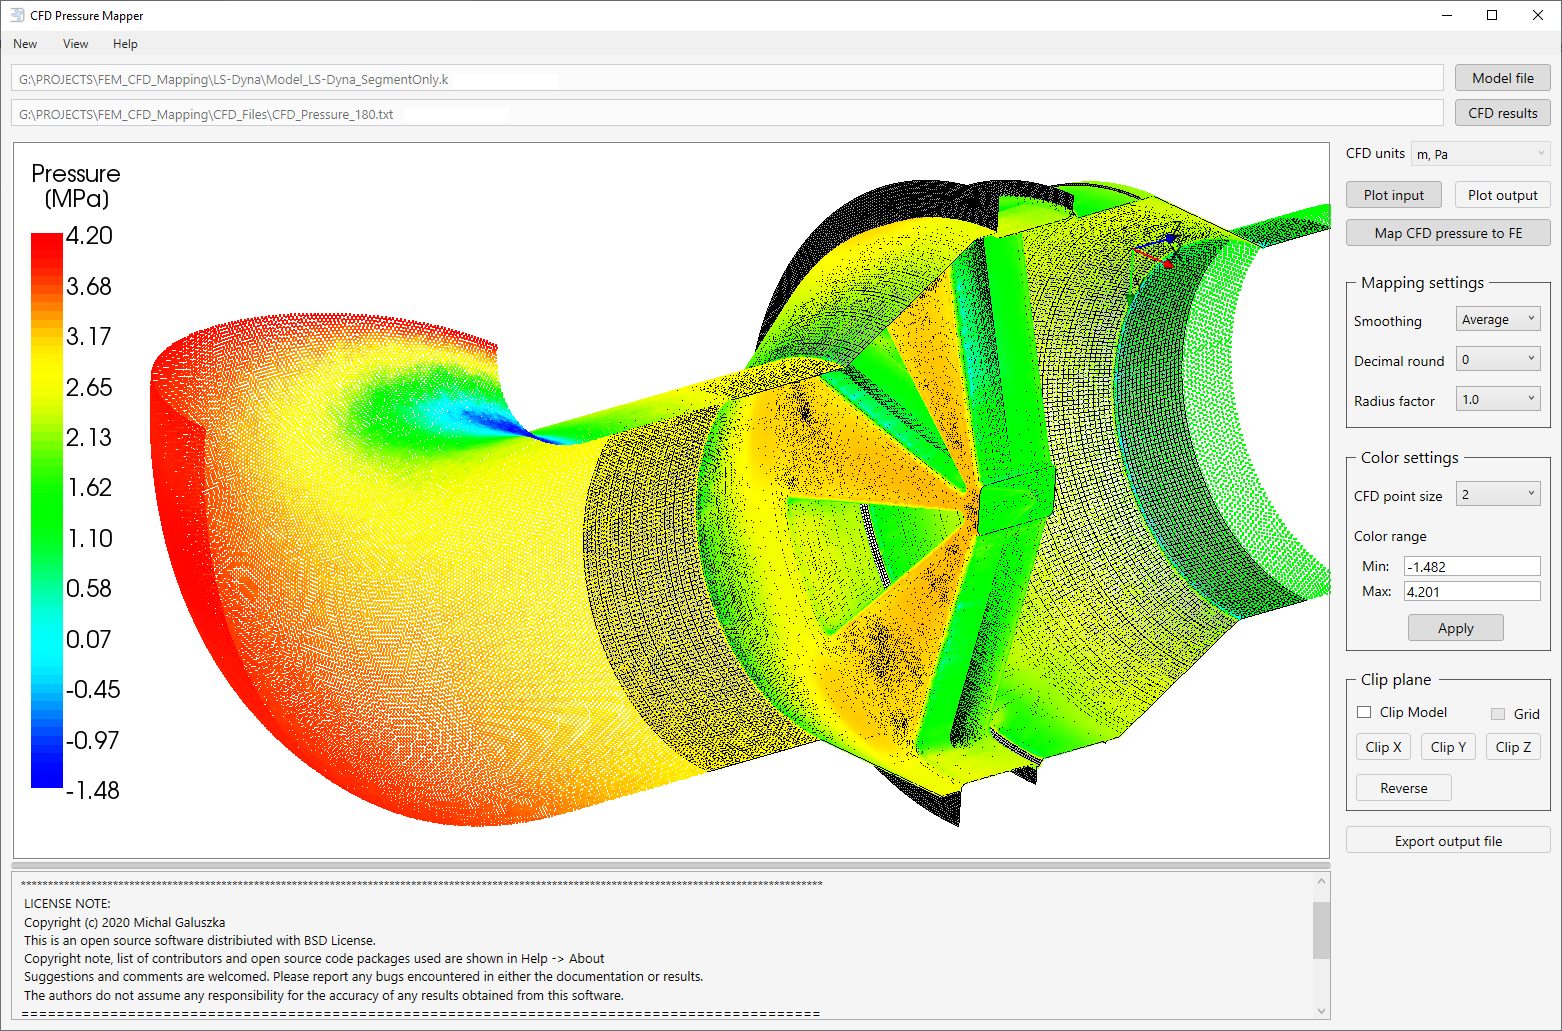 CFD Pressure Mapper
New View Help
G:\PROJECTS\FEM_CFD_Mapping\LS-Dyna\Model_LS-Dyna_SegmentOnly.k
Model file
G:\PROJECTS\FEM_CFD_Mapping\CFD_Files\CFD_Pressure_180.txt
CFD results
Pressure
(MPa)
4.20
3.68
3.17
2.65
2.13
1.62
1.10
0.58
0.07
-0.45
-0.97
-1.48
CFD units m, Pa
Plot input Plot output
Map CFD pressure to FE
Mapping settings
Smoothing Average
Decimal round 0
Radius factor 1.0
Color settings
CFD point size 2
Color range
Min: -1.482
Max: 4.201
Apply
Clip plane
Clip Model Grid
Clip X Clip Y Clip Z
Reverse
Export output file
LICENSE NOTE:
Copyright (c) 2020 Michal Galuszka
This is an open source software distribiuted with BSD License.
Copyright note, list of contributors and open source code packages used are shown in Help -> About
Suggestions and comments are welcomed. Please report any bugs encountered in either the documentation or results.
The authors do not assume any responsibility for the accuracy of any results obtained from this software.